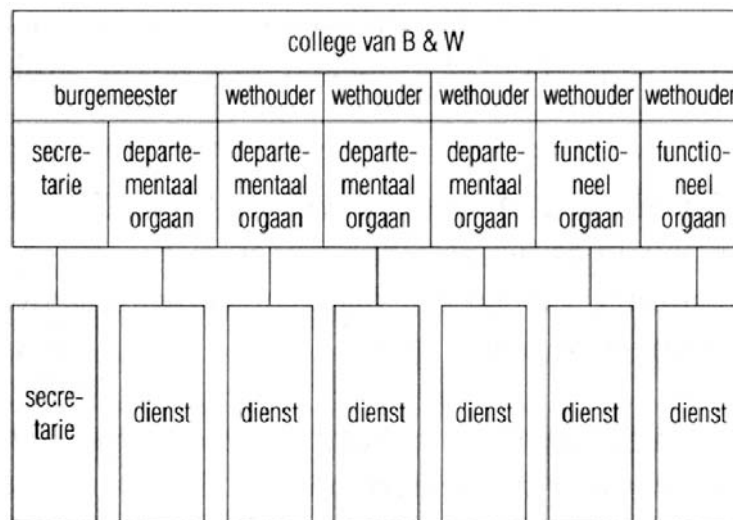 college van B & W
burgemeester wethouder wethouder wethouder wethouder wethouder
secre- departe- departe- departe- departe- functio- functio-
tarie mentaal mentaal mentaal mentaal neel neel
orgaan orgaan orgaan orgaan orgaan orgaan
secre-
tarie
dienst dienst dienst dienst dienst dienst